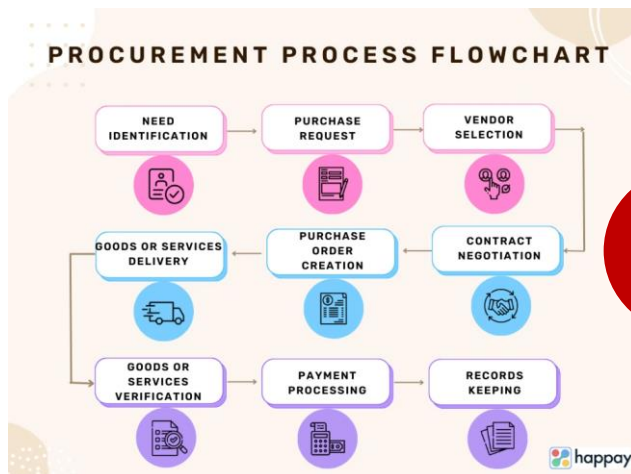 PROCUREMENT PROCESS FLOWCHART
NEED
IDENTIFICATION
PURCHASE
REQUEST
VENDOR
SELECTION
CONTRACT
NEGOTIATION
PURCHASE
ORDER
CREATION
GOODS OR SERVICES
DELIVERY
GOODS OR
SERVICES
VERIFICATION
PAYMENT
PROCESSING
RECORDS
KEEPING
happay